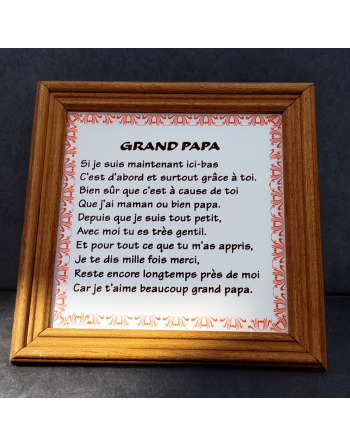 GRAND PAPA
Si je suis maintenant ici-bas
C'est d'abord et surtout grâce à toi.
Bien sûr que c'est à cause de toi
Que j'ai maman ou bien papa.
Depuis que je suis tout petit,
Avec moi tu es très gentil.
Et pour tout ce que tu m'as appris,
Je te dis mille fois merci,
Reste encore longtemps près de moi
Car je t'aime beaucoup grand papa.